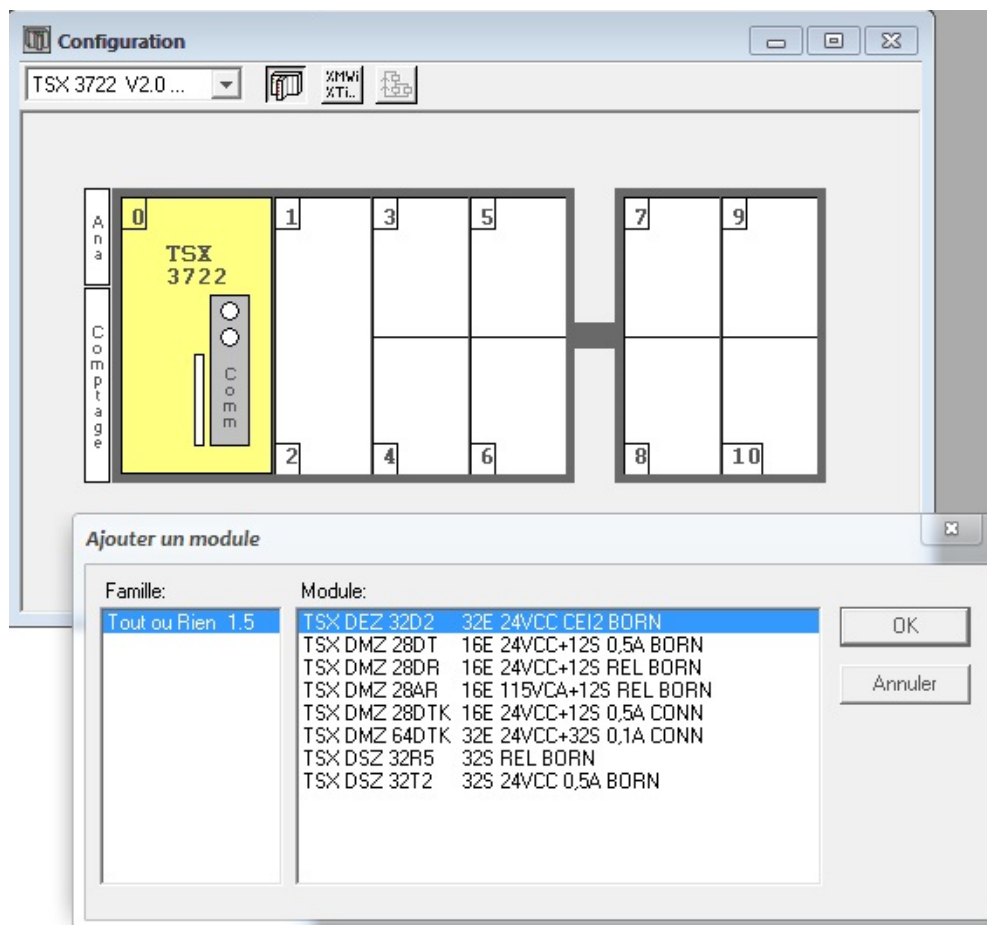 Configuration
TSX 3722 V2.0 ...
XMWi
XTi..
Ana
Comptage
0
TSX
3722
Comm
1
3
5
7
9
2
4
6
8
10
Ajouter un module
Famille:
Module:
Tout ou Rien 1.5
TSX DEZ 32D2 32E 24VCC CEI2 BORN
TSX DMZ 28DT 16E 24VCC+12S 0,5A BORN
TSX DMZ 28DR 16E 24VCC+12S REL BORN
TSX DMZ 28AR 16E 115VCA+12S REL BORN
TSX DMZ 28DTK 16E 24VCC+12S 0,5A CONN
TSX DMZ 64DTK 32E 24VCC+32S 0,1A CONN
TSX DSZ 32R5 32S REL BORN
TSX DSZ 32T2 32S 24VCC 0,5A BORN
OK
Annuler